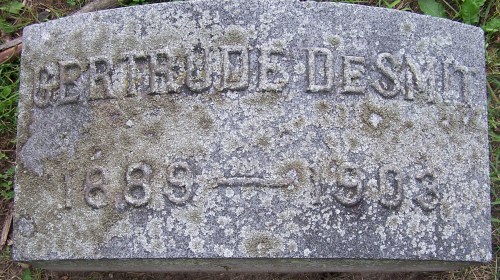 GERTRUDE DESMIT
1889 — 1903